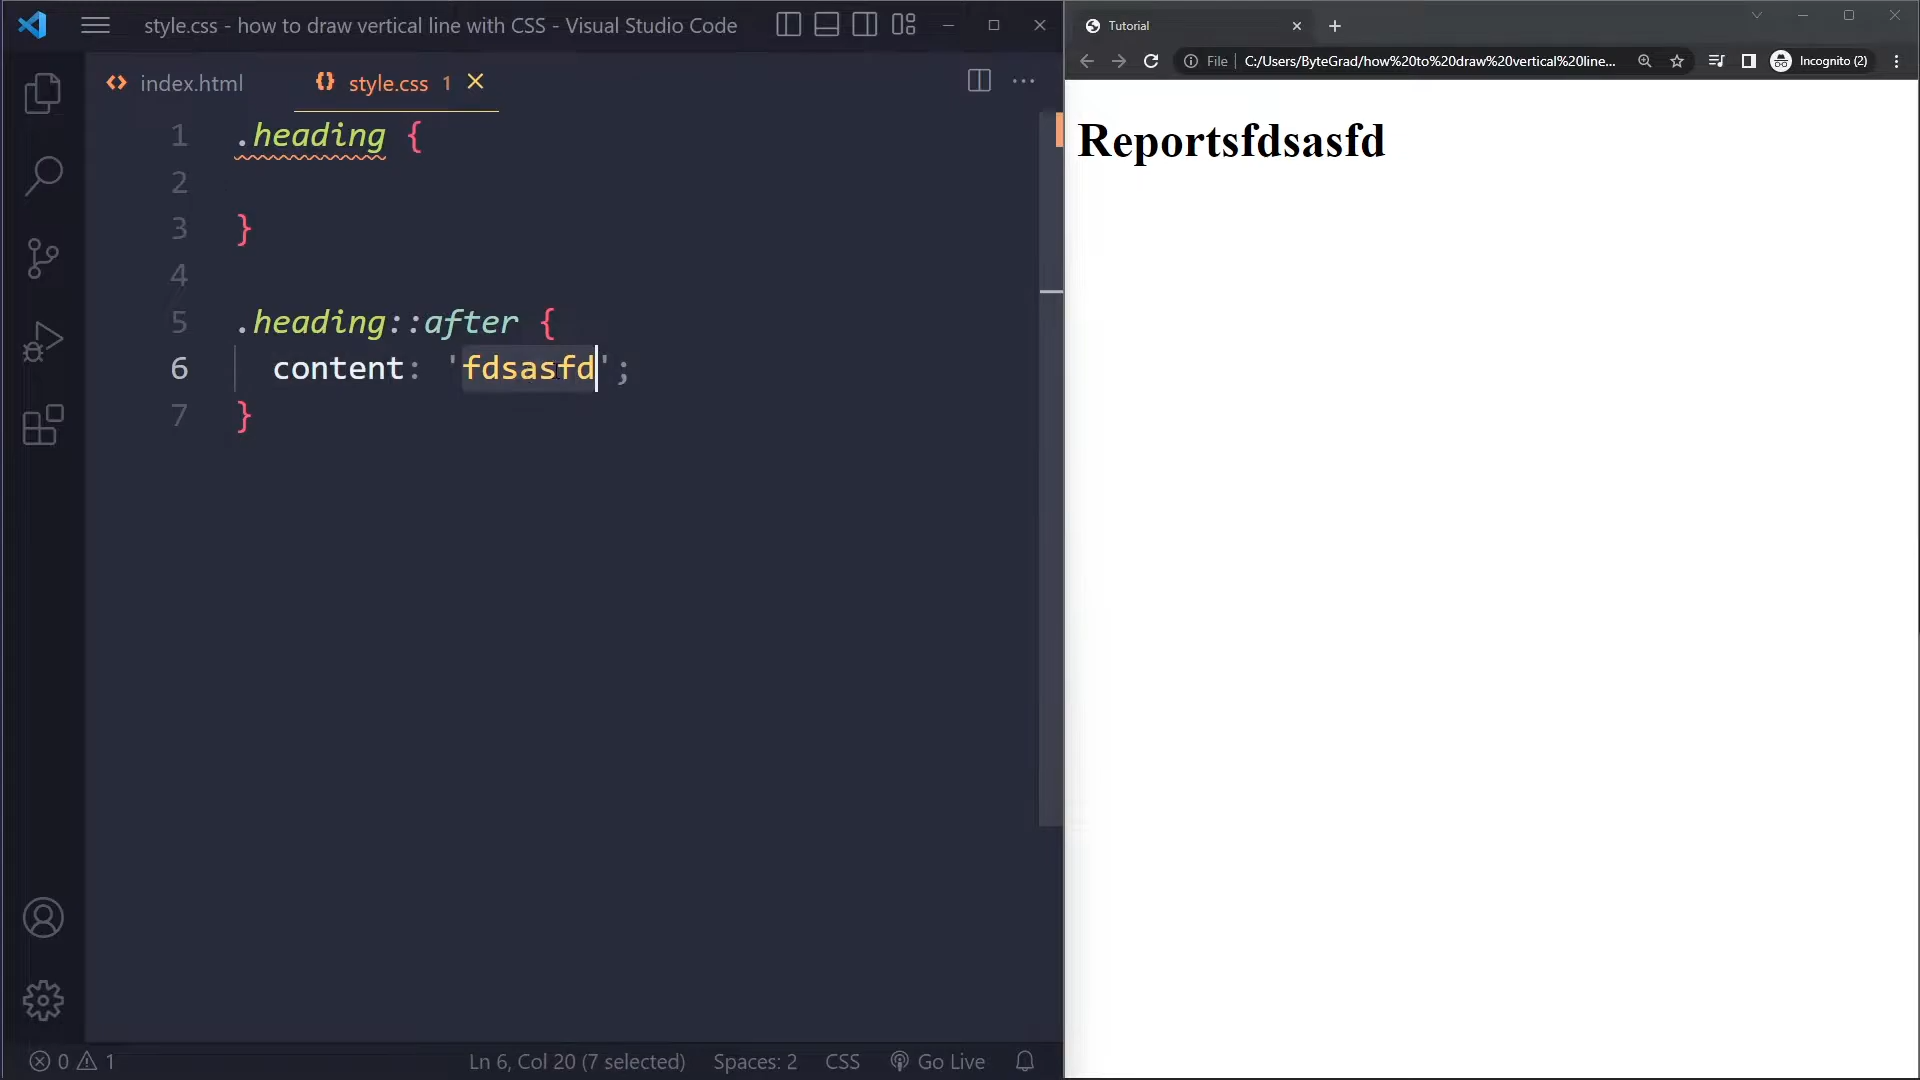 style.css - how to draw vertical line with CSS - Visual Studio Code
index.html
style.css 1
1 .heading {
2
3 }
4
5 .heading::after {
6 content: 'fdsasfd';
7 }
0 1
Ln 6, Col 20 (7 selected)
Spaces: 2
CSS
Go Live
Tutorial
File
C:/Users/ByteGrad/how%20to%20draw%20vertical%20line...
Incognito (2)
Reportsfdsasfd